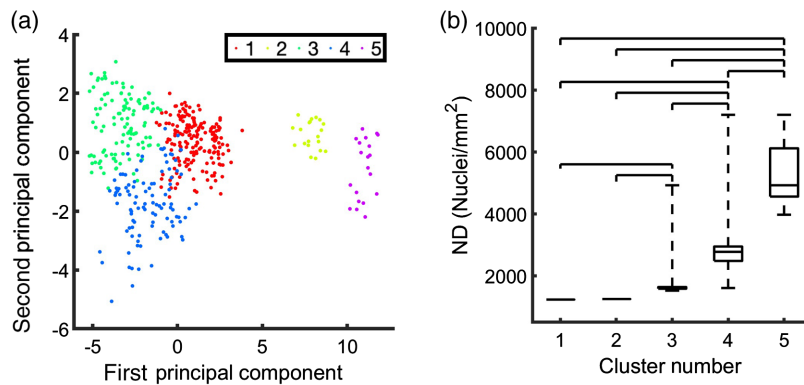 (a)
1 2 3 4 5
4
2
0
-2
-4
-6
-5 0 5 10
Second principal component
First principal component
(b)
10000
8000
6000
4000
2000
1 2 3 4 5
ND (Nuclei/mm²)
Cluster number